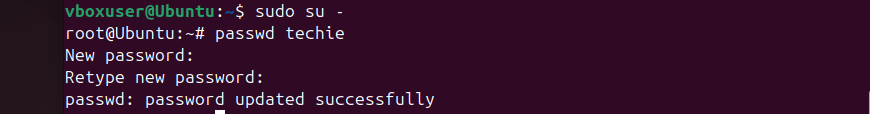 vboxuser@Ubuntu:~$ sudo su -
root@Ubuntu:~# passwd techie
New password:
Retype new password:
passwd: password updated successfully